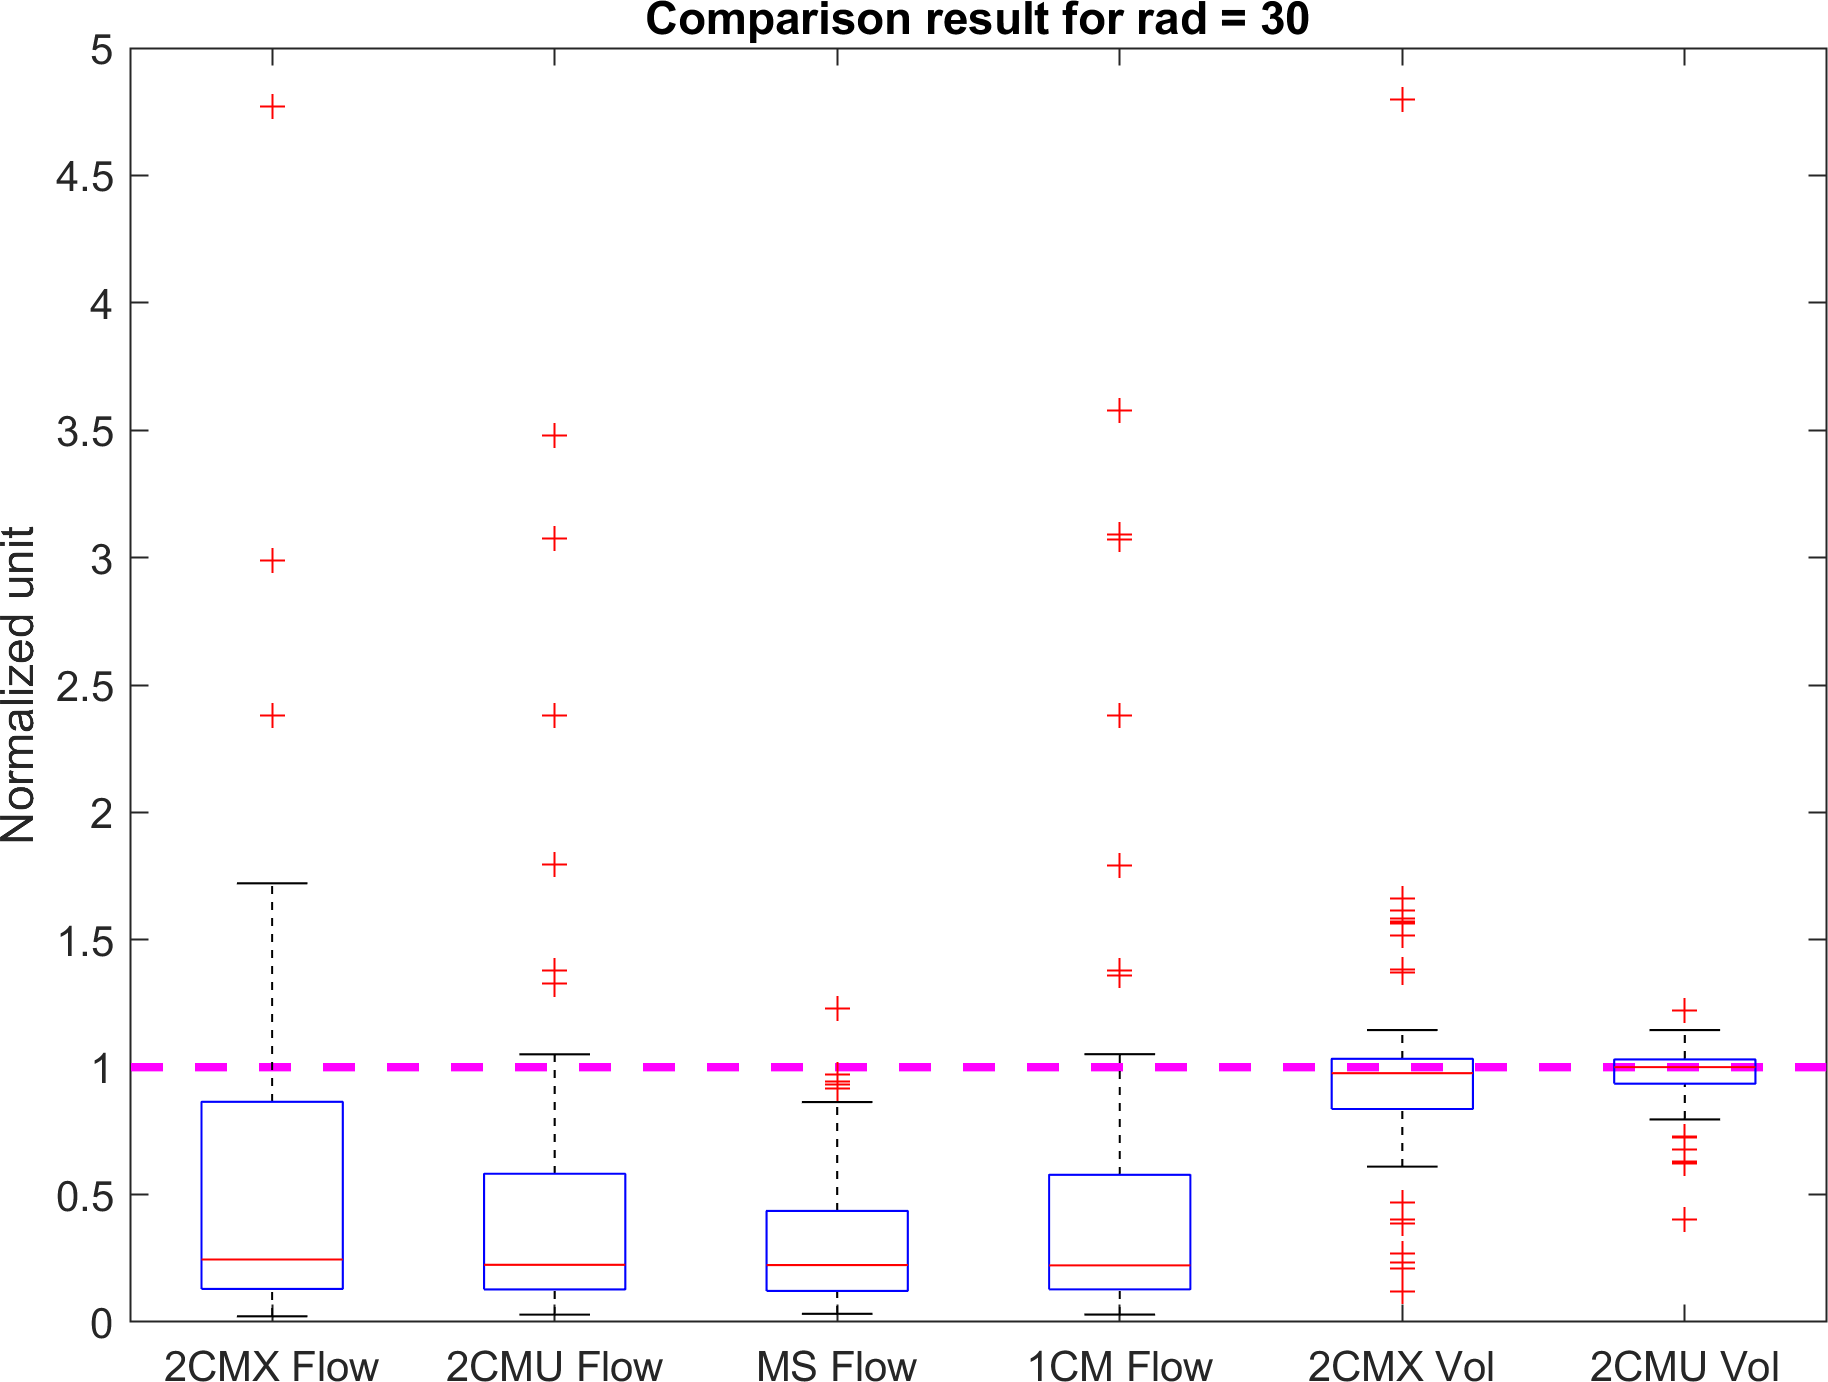 Comparison result for rad = 30
Normalized unit
5
4.5
4
3.5
3
2.5
2
1.5
1
0.5
0
2CMX Flow
2CMU Flow
MS Flow
1CM Flow
2CMX Vol
2CMU Vol